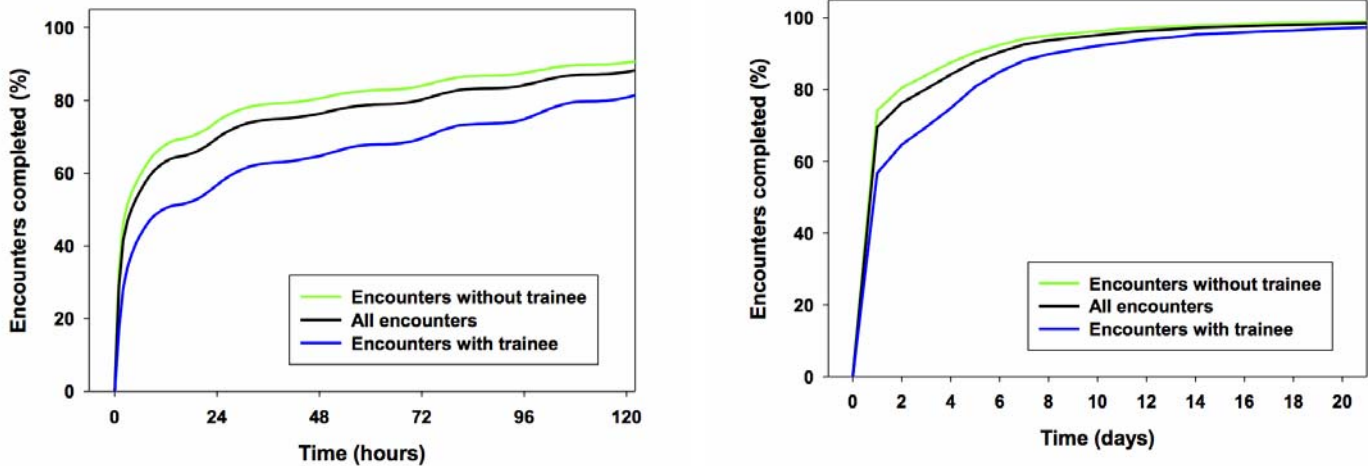 Encounters completed (%)
100
80
60
40
20
0
0 24 48 72 96 120
Time (hours)
Encounters without trainee
All encounters
Encounters with trainee
Encounters completed (%)
100
80
60
40
20
0
0 2 4 6 8 10 12 14 16 18 20
Time (days)
Encounters without trainee
All encounters
Encounters with trainee